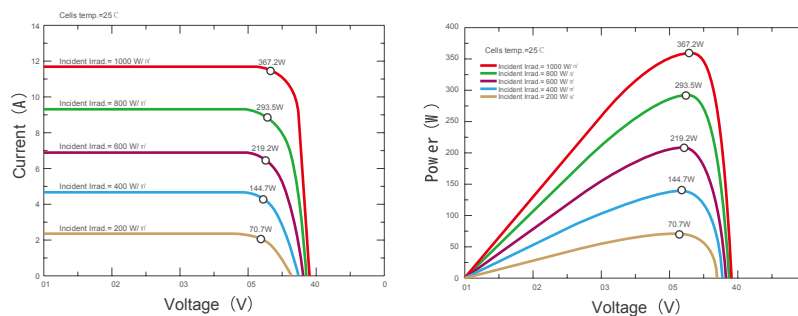 Cells temp.=25℃
14
12
10
8
6
4
2
0
Current (A)
Incident Irrad.= 1000 W/㎡
367.2W
Incident Irrad.= 800 W/㎡
293.5W
Incident Irrad.= 600 W/㎡
219.2W
Incident Irrad.= 400 W/㎡
144.7W
Incident Irrad.= 200 W/㎡
70.7W
01 02 03 05 40 0
Voltage (V)
400
350
300
250
200
150
100
50
0
Power(W)
Cells temp.=25℃
Incident Irrad.= 1000 W/㎡
Incident Irrad.= 800 W/㎡
Incident Irrad.= 600 W/㎡
Incident Irrad.= 400 W/㎡
Incident Irrad.= 200 W/㎡
367.2W
293.5W
219.2W
144.7W
70.7W
01 02 03 05 40 0
Voltage (V)